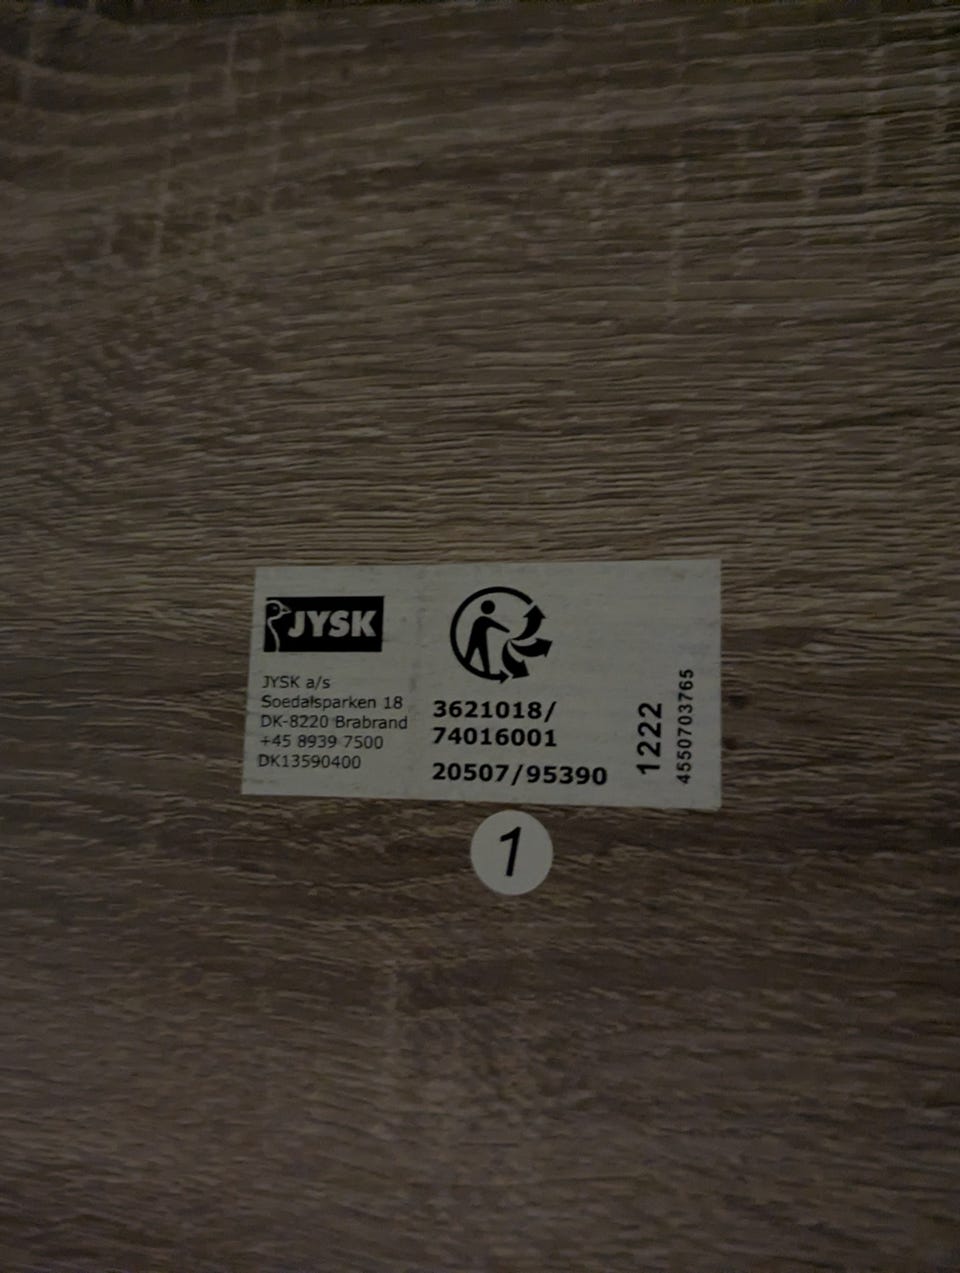 JYSK
JYSK a/s
Soedalsparken 18
DK-8220 Brabrand
+45 8939 7500
DK13590400
3621018/
74016001
20507/95390
1222
4550703765
1